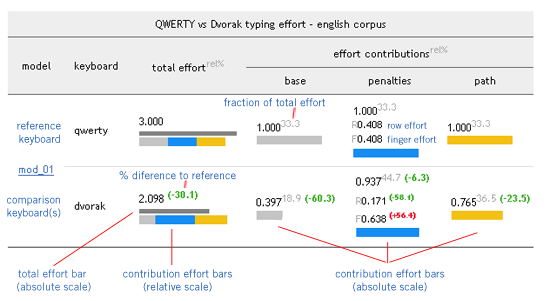 QWERTY vs Dvorak typing effort - english corpus
model keyboard total effort rel% effort contributions rel%
base penalties path
fraction of total effort
reference keyboard qwerty 3.000 1.000 33.3 1.000 33.3 1.000 33.3
R0.408 row effort
F0.408 finger effort
mod_01
% diference to reference
comparison keyboard(s) dvorak 2.098 (-30.1) 0.397 18.9 (-60.3) 0.937 44.7 (-6.3) 0.765 36.5 (-23.5)
R0.171 (-58.1)
F0.638 (+56.4)
total effort bar (absolute scale)
contribution effort bars (relative scale)
contribution effort bars (absolute scale)